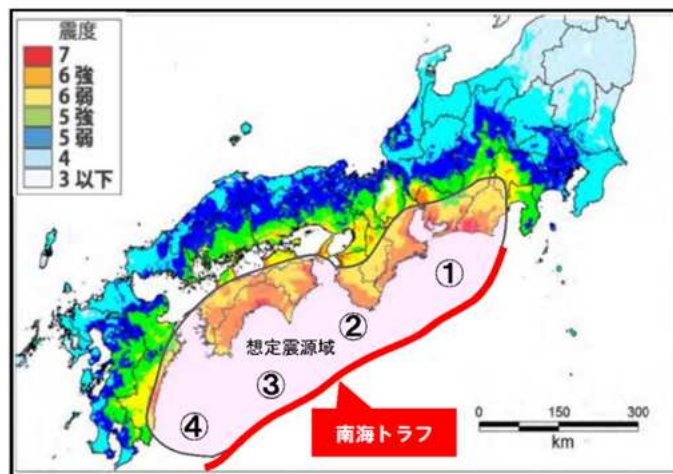 震度
7
6 強
6 弱
5 強
5 弱
4
3 以下
①
②
想定震源域
③
④
南海トラフ
0 150 300
km